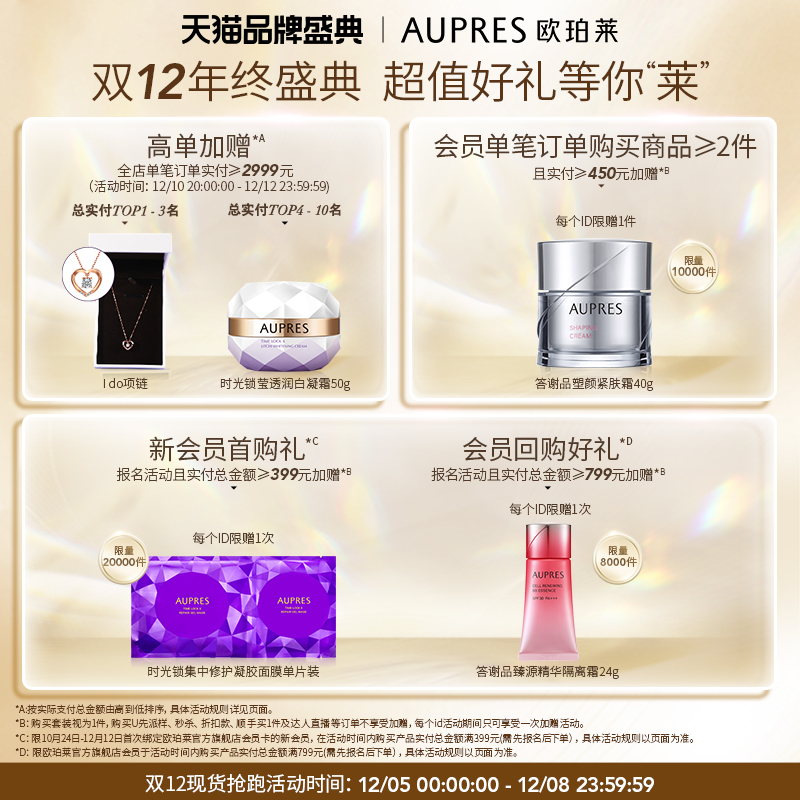 天猫品牌盛典 | AUPRES 欧珀莱
双12年终盛典 超值好礼等你“莱”
高单加赠*A
全店单笔订单实付≥2999元
（活动时间: 12/10 20:00:00 - 12/12 23:59:59)
总实付TOP1 - 3名
总实付TOP4 - 10名
AUPRES
TIME LOCK
I do项链
时光锁莹透润白凝霜50g
会员单笔订单购买商品≥2件
且实付≥450元加赠*B
每个ID限赠1件
限量
10000件
AUPRES
CREAM
答谢品塑颜紧肤霜40g
新会员首购礼*C
报名活动且实付总金额≥399元加赠*B
每个ID限赠1次
限量
20000件
AUPRES
AUPRES
时光锁集中修护凝胶面膜单片装
会员回购好礼*D
报名活动且实付总金额≥799元加赠*B
每个ID限赠1次
限量
8000件
AUPRES
答谢品臻源精华隔离霜24g
*A:按实际支付总金额由高到低排序, 具体活动规则详见页面。
*B: 购买套装视为1件, 购买U先派样、秒杀、折扣款、顺手买1件及达人直播等订单不享受加赠, 每个id活动期间只可享受一次加赠活动。
*C: 限10月24日-12月12日首次绑定欧珀莱官方旗舰店会员卡的新会员, 在活动时间内购买产品实付总金额满399元(需先报名后下单) , 具体活动规则以页面为准。
*D: 限欧珀莱官方旗舰店会员于活动时间内购买产品实付总金额满799元(需先报名后下单) , 具体活动规则以页面为准。
双12现货抢跑活动时间: 12/05 00:00:00 - 12/08 23:59:59